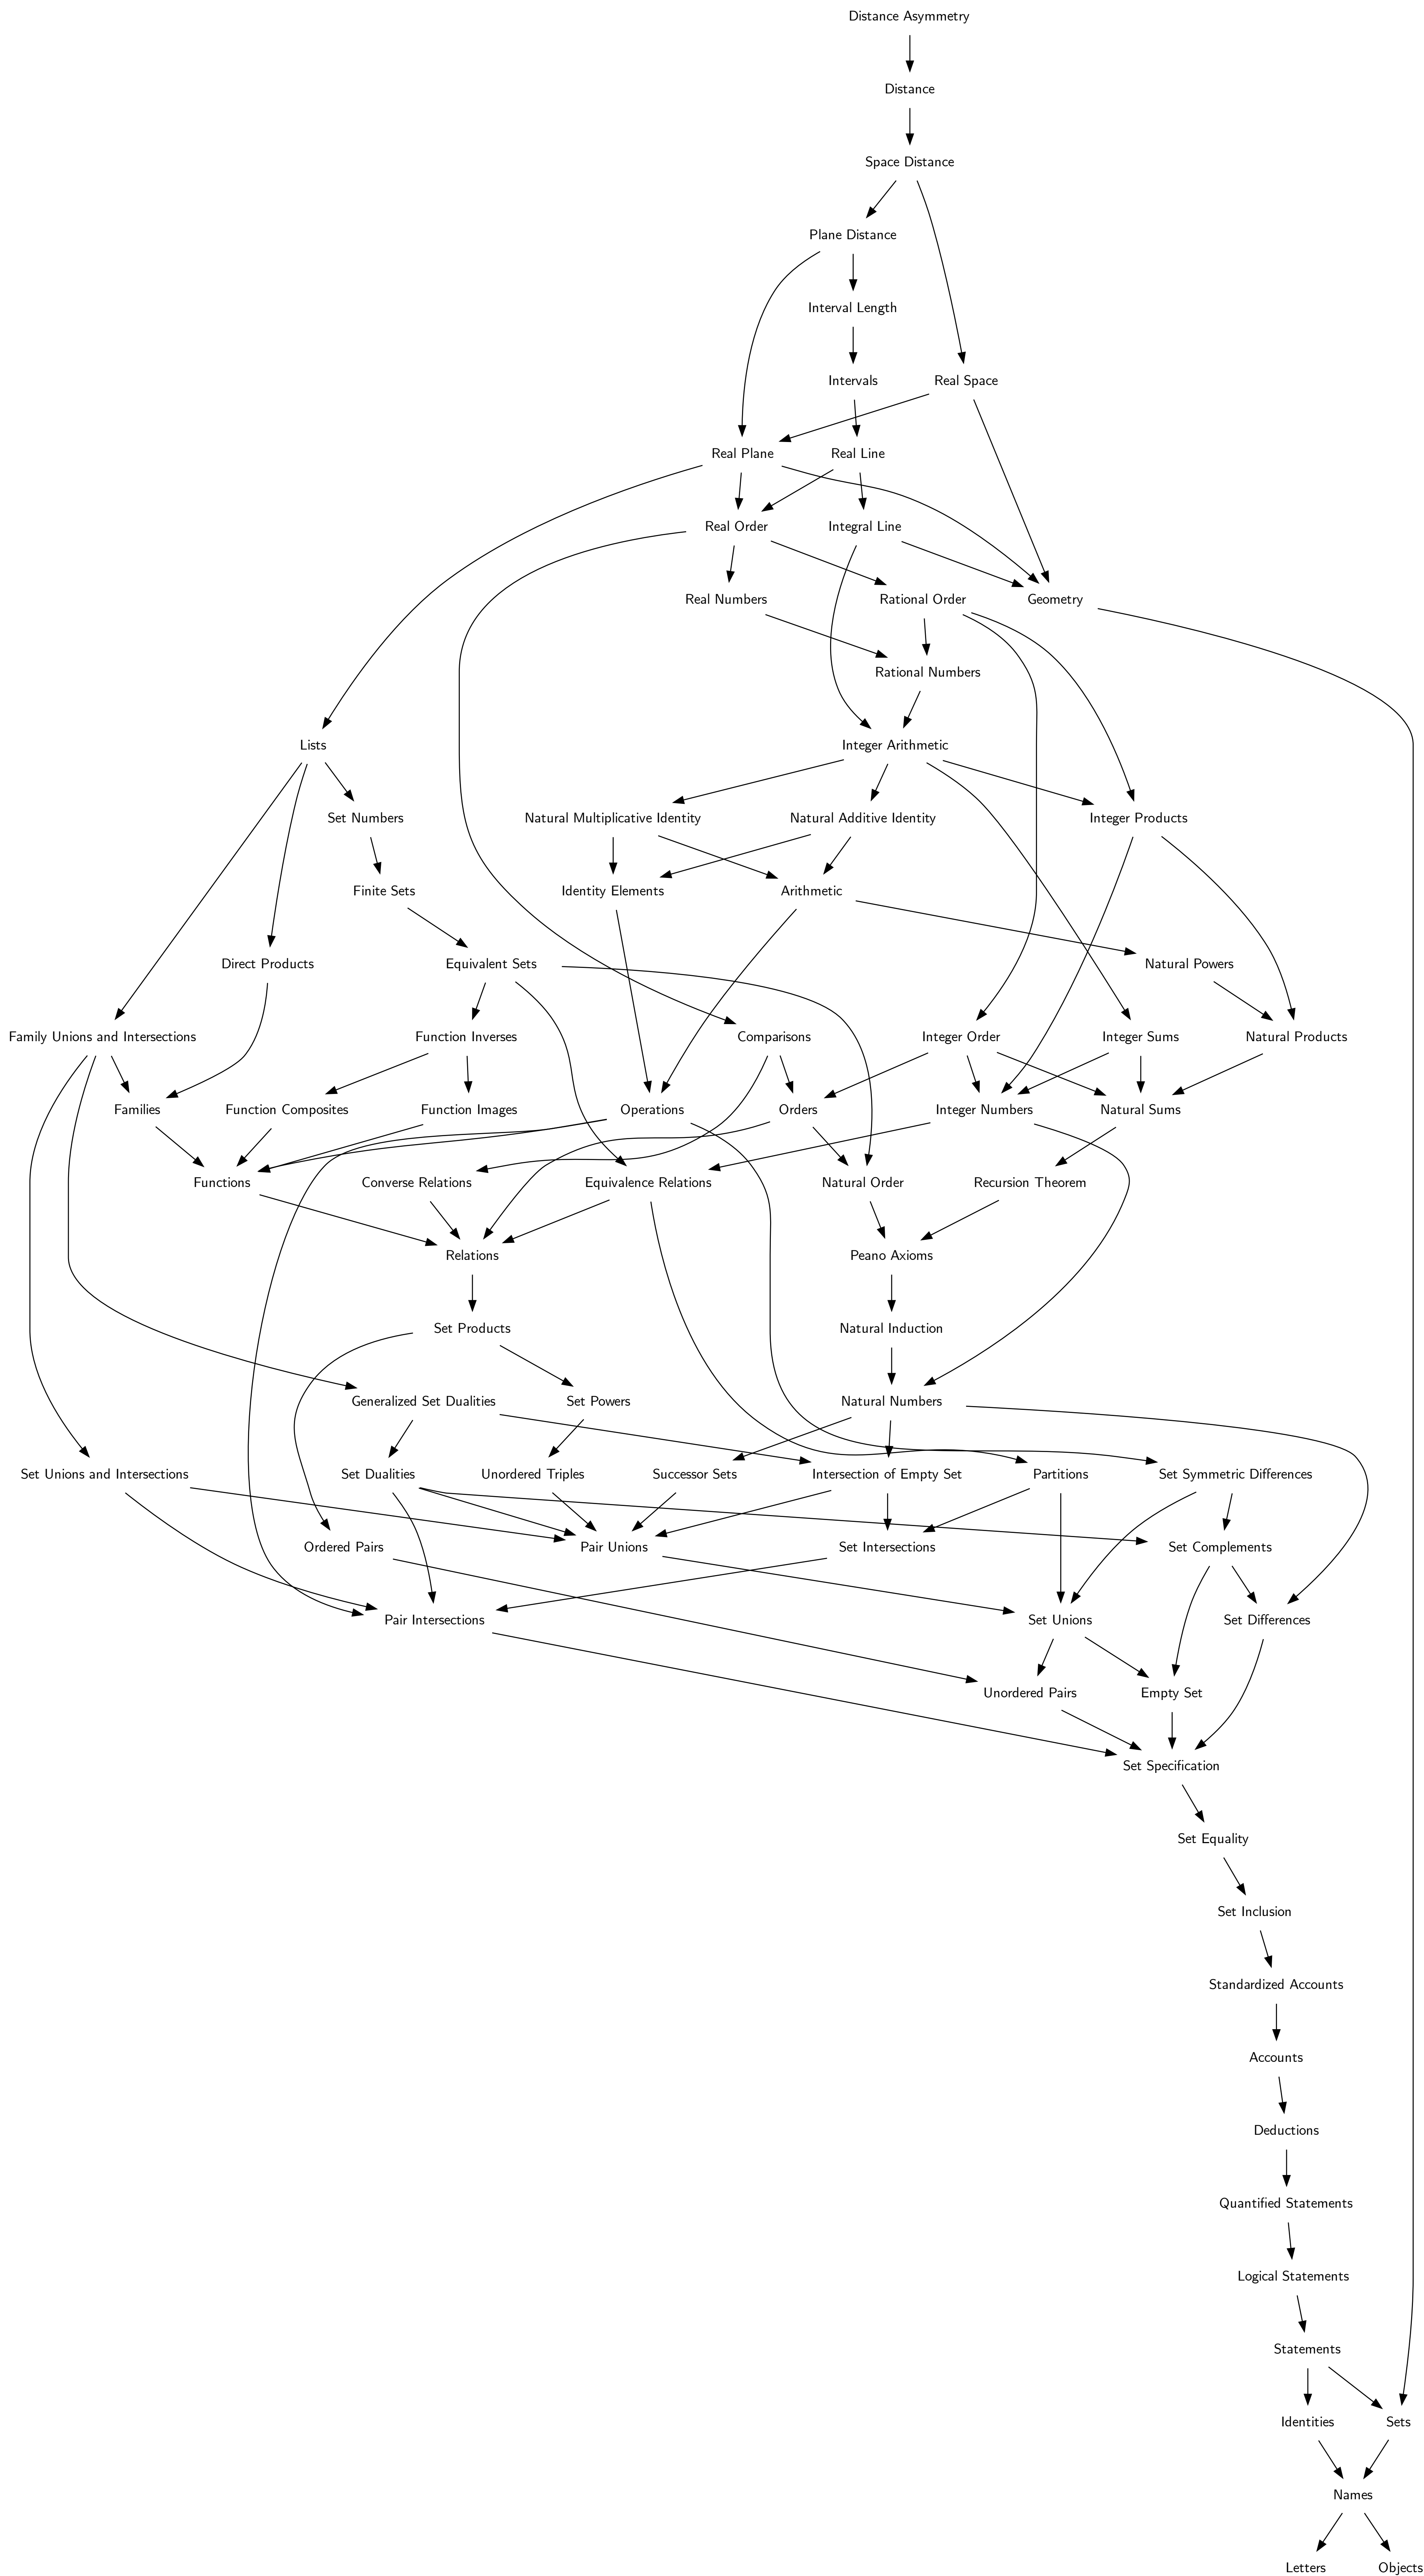 Distance Asymmetry
Distance
Space Distance
Plane Distance
Interval Length
Intervals
Real Space
Real Plane
Real Line
Real Order
Integral Line
Real Numbers
Rational Order
Geometry
Rational Numbers
Lists
Integer Arithmetic
Set Numbers
Natural Multiplicative Identity
Natural Additive Identity
Integer Products
Finite Sets
Identity Elements
Arithmetic
Direct Products
Equivalent Sets
Natural Powers
Family Unions and Intersections
Function Inverses
Comparisons
Integer Order
Integer Sums
Natural Products
Families
Function Composites
Function Images
Operations
Orders
Integer Numbers
Natural Sums
Functions
Converse Relations
Equivalence Relations
Natural Order
Recursion Theorem
Relations
Peano Axioms
Set Products
Natural Induction
Generalized Set Dualities
Set Powers
Natural Numbers
Set Unions and Intersections
Set Dualities
Unordered Triples
Successor Sets
Intersection of Empty Set
Partitions
Set Symmetric Differences
Ordered Pairs
Pair Unions
Set Intersections
Set Complements
Pair Intersections
Set Unions
Set Differences
Unordered Pairs
Empty Set
Set Specification
Set Equality
Set Inclusion
Standardized Accounts
Accounts
Deductions
Quantified Statements
Logical Statements
Statements
Identities
Sets
Names
Letters
Objects